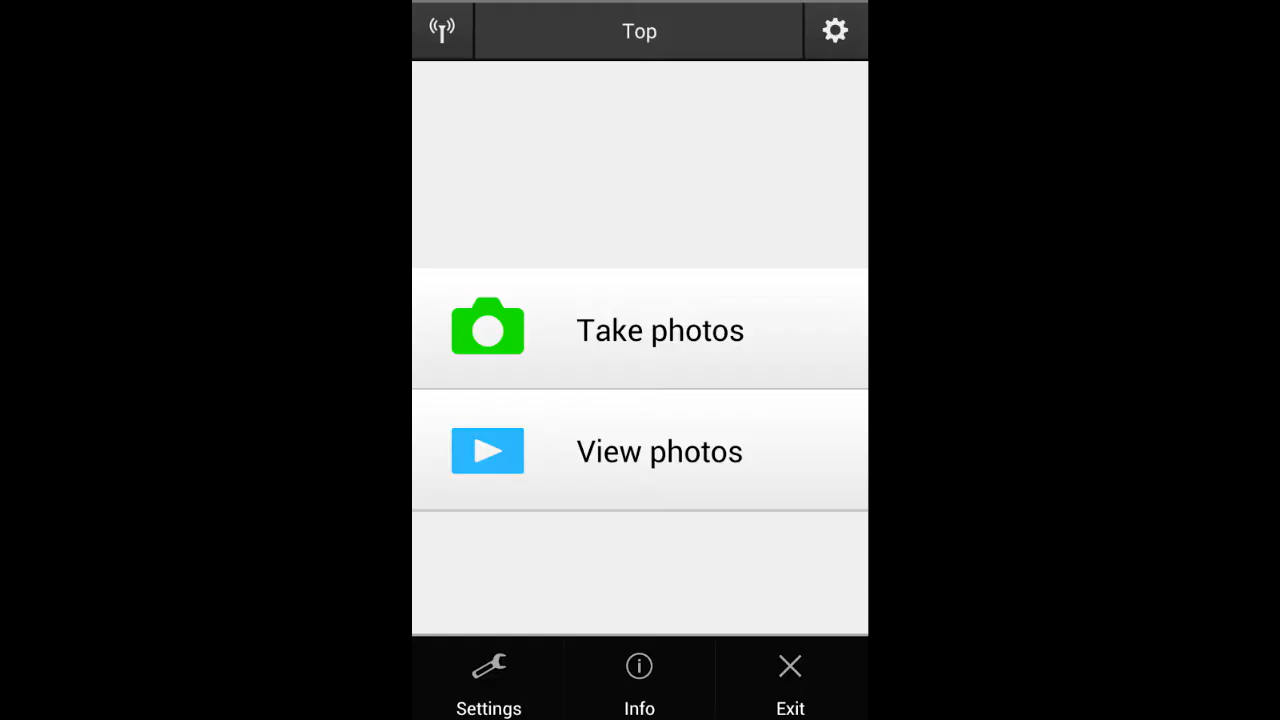 Top
Take photos
View photos
Settings
Info
Exit